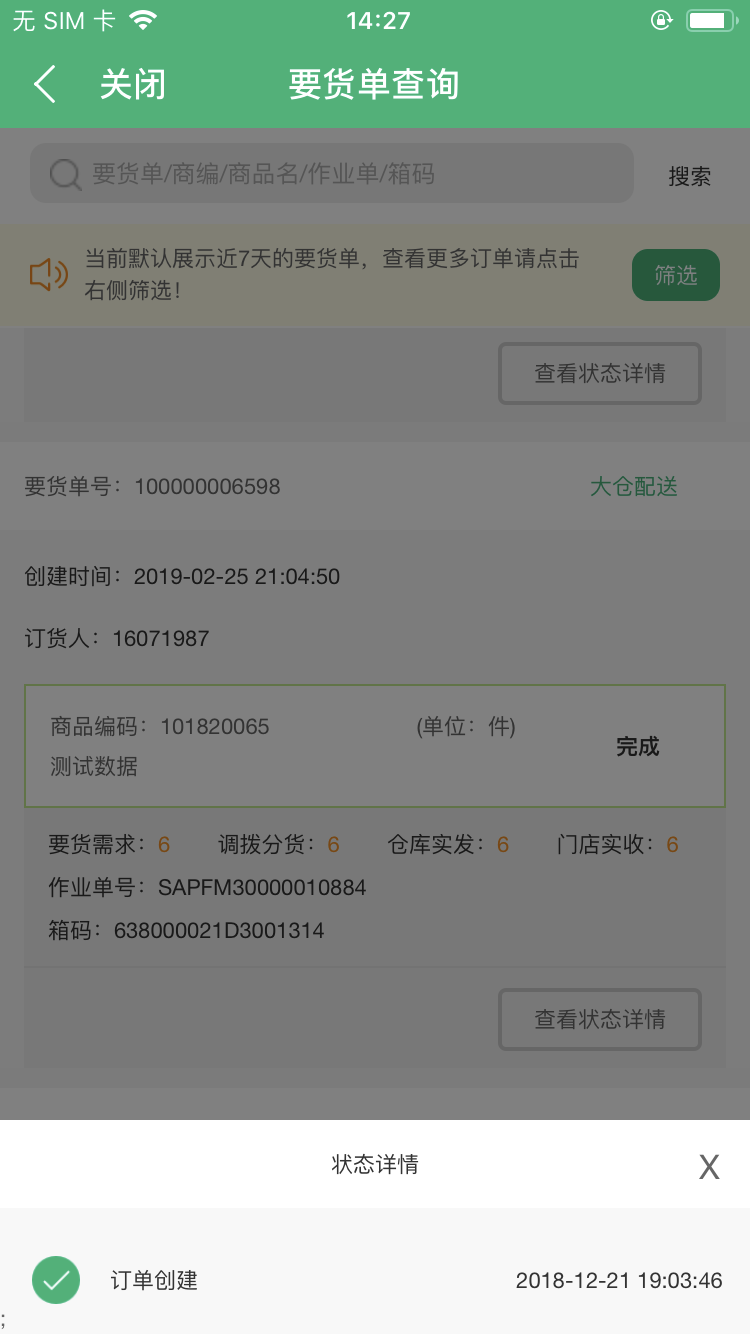 无 SIM 卡 14:27
关闭 要货单查询
要货单/商编/商品名/作业单/箱码 搜索
当前默认展示近7天的要货单，查看更多订单请点击
右侧筛选！
筛选
查看状态详情
要货单号：100000006598 大仓配送
创建时间：2019-02-25 21:04:50
订货人：16071987
商品编码：101820065 (单位：件)
测试数据
完成
要货需求：6 调拨分货：6 仓库实发：6 门店实收：6
作业单号：SAPFM30000010884
箱码：638000021D3001314
查看状态详情
状态详情 X
订单创建 2018-12-21 19:03:46
;